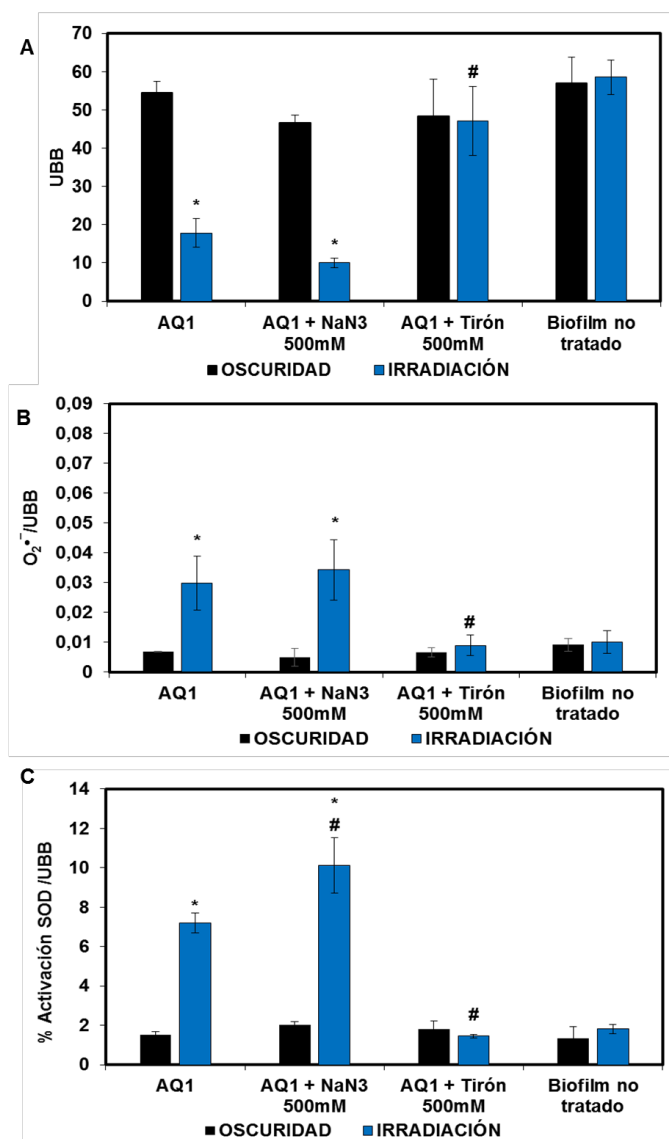 A
70
60
50
40
30
20
10
0
UBB
*
*
#
AQ1
AQ1 + NaN3 500mM
AQ1 + Tirón 500mM
Biofilm no tratado
OSCURIDAD IRRADIACIÓN
B
0,09
0,08
0,07
0,06
0,05
0,04
0,03
0,02
0,01
0
O₂•⁻/UBB
*
*
#
AQ1
AQ1 + NaN3 500mM
AQ1 + Tirón 500mM
Biofilm no tratado
OSCURIDAD IRRADIACIÓN
C
14
12
10
8
6
4
2
0
% Activación SOD /UBB
*
*
#
#
AQ1
AQ1 + NaN3 500mM
AQ1 + Tirón 500mM
Biofilm no tratado
OSCURIDAD IRRADIACIÓN